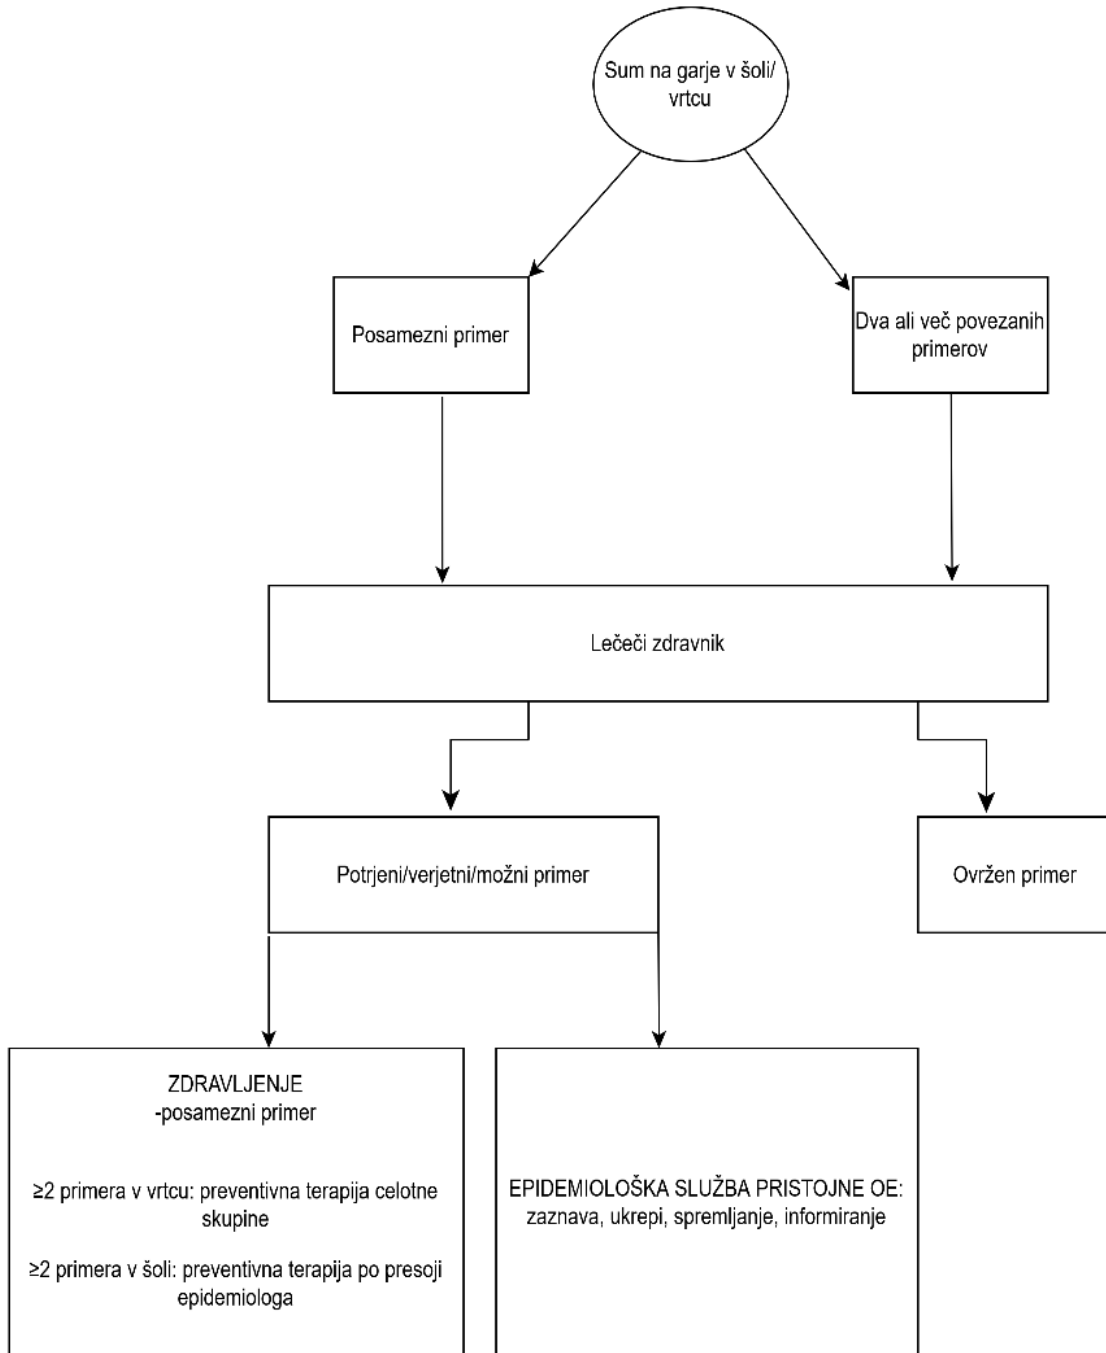 Sum na garje v šoli/
vrtcu
Posamezni primer
Dva ali več povezanih
primerov
Lečeči zdravnik
Potrjeni/verjetni/možni primer
Ovržen primer
ZDRAVLJENJE
-posamezni primer
≥2 primera v vrtcu: preventivna terapija celotne
skupine
≥2 primera v šoli: preventivna terapija po presoji
epidemiologa
EPIDEMIOLOŠKA SLUŽBA PRISTOJNE OE:
zaznava, ukrepi, spremljanje, informiranje